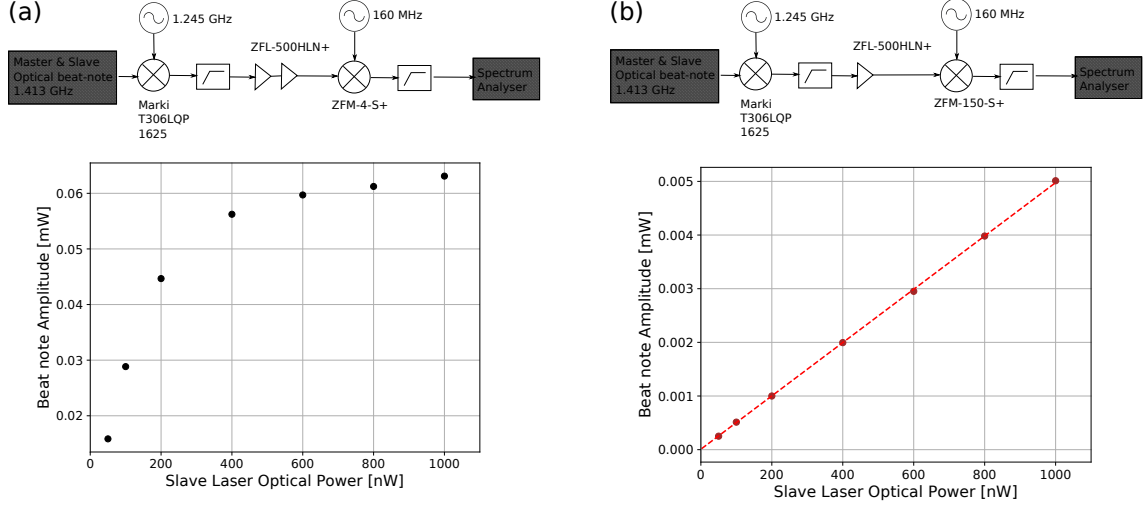 (a)
1.245 GHz
160 MHz
ZFL-500HLN+
Master & Slave
Optical beat-note
1.413 GHz
Spectrum
Analyser
Marki
T306LQP
1625
ZFM-4-S+
0.06
0.05
0.04
0.03
0.02
Beat note Amplitude [mW]
0 200 400 600 800 1000
Slave Laser Optical Power [nW]
(b)
1.245 GHz
160 MHz
ZFL-500HLN+
Master & Slave
Optical beat-note
1.413 GHz
Spectrum
Analyser
Marki
T306LQP
1625
ZFM-150-S+
0.005
0.004
0.003
0.002
0.001
0.000
Beat note Amplitude [mW]
0 200 400 600 800 1000
Slave Laser Optical Power [nW]